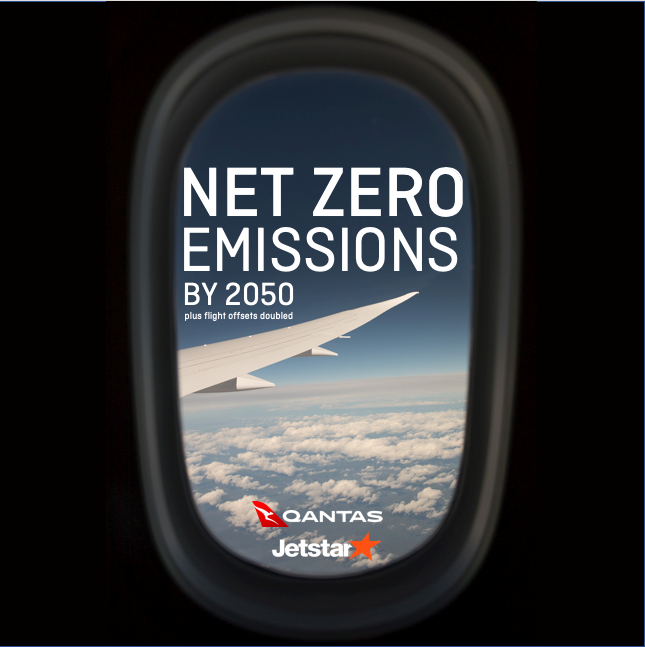 NET ZERO
EMISSIONS
BY 2050
plus flight offsets doubled
QANTAS
Jetstar